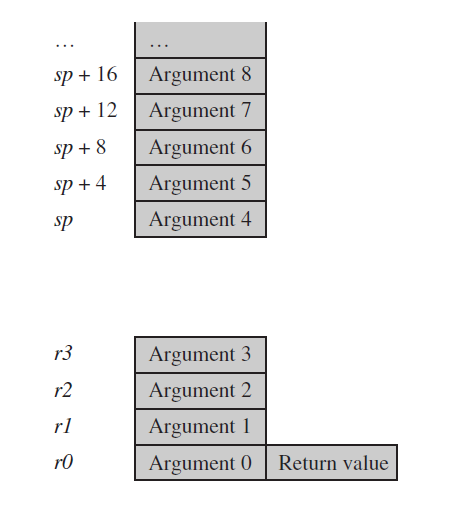 ... ...
sp + 16 Argument 8
sp + 12 Argument 7
sp + 8 Argument 6
sp + 4 Argument 5
sp Argument 4
r3 Argument 3
r2 Argument 2
r1 Argument 1
r0 Argument 0 Return value